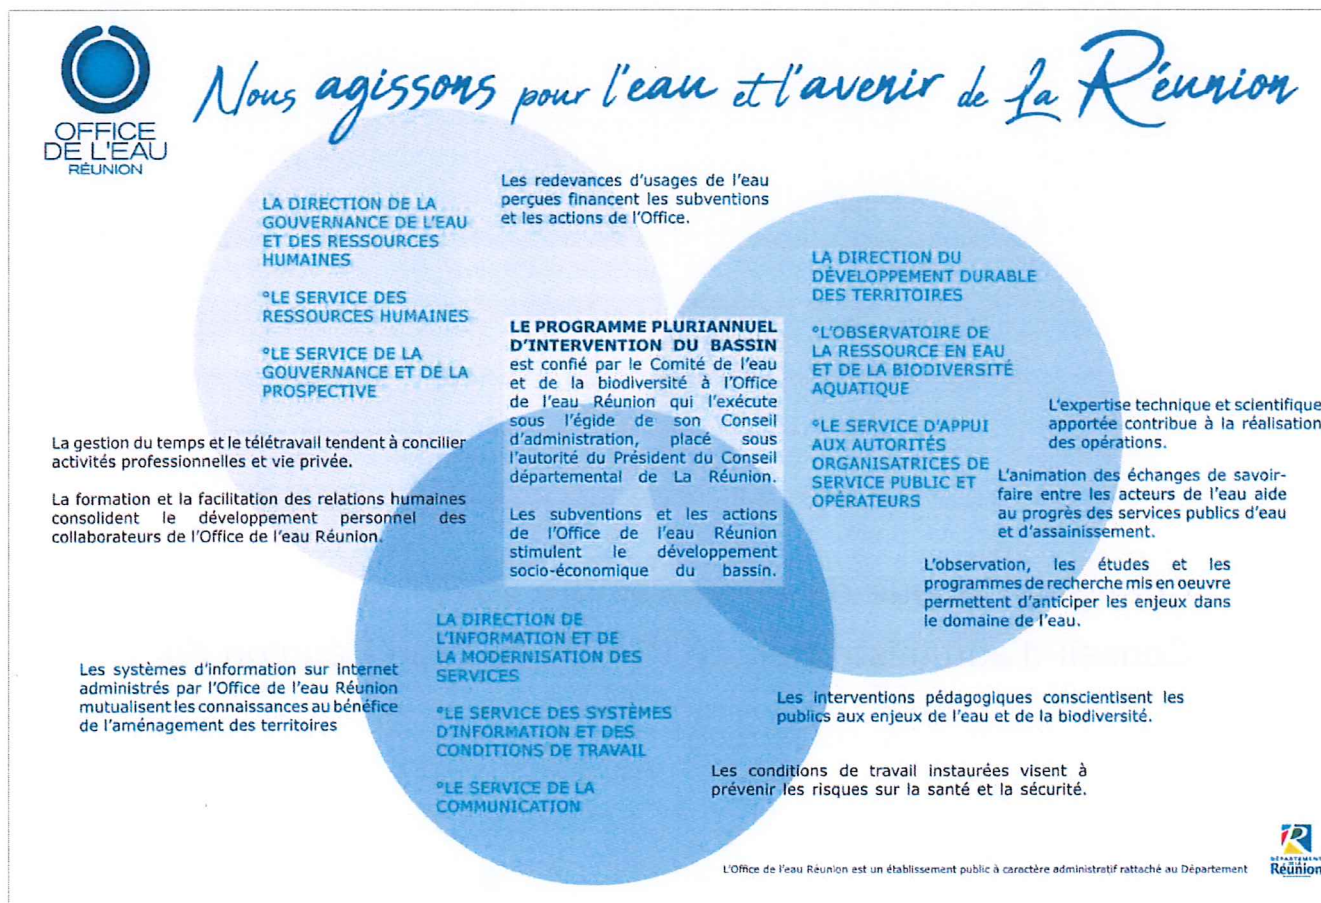 OFFICE
DE L'EAU
RÉUNION
Nous agissons pour l'eau et l'avenir de La Réunion
Les redevances d'usages de l'eau
perçues financent les subventions
et les actions de l'Office.
LA DIRECTION DE LA
GOUVERNANCE DE L'EAU
ET DES RESSOURCES
HUMAINES
°LE SERVICE DES
RESSOURCES HUMAINES
°LE SERVICE DE LA
GOUVERNANCE ET DE LA
PROSPECTIVE
LA DIRECTION DU
DÉVELOPPEMENT DURABLE
DES TERRITOIRES
°L'OBSERVATOIRE DE
LA RESSOURCE EN EAU
ET DE LA BIODIVERSITÉ
AQUATIQUE
°LE SERVICE D'APPUI
AUX AUTORITÉS
ORGANISATRICES DE
SERVICE PUBLIC ET
OPÉRATEURS
LE PROGRAMME PLURIANNUEL
D'INTERVENTION DU BASSIN
est confié par le Comité de l'eau
et de la biodiversité à l'Office
de l'eau Réunion qui l'exécute
sous l'égide de son Conseil
d'administration, placé sous
l'autorité du Président du Conseil
départemental de La Réunion.
Les subventions et les actions
de l'Office de l'eau Réunion
stimulent le développement
socio-économique du bassin.
L'expertise technique et scientifique
apportée contribue à la réalisation
des opérations.
L'animation des échanges de savoir-
faire entre les acteurs de l'eau aide
au progrès des services publics d'eau
et d'assainissement.
L'observation, les études et les
programmes de recherche mis en oeuvre
permettent d'anticiper les enjeux dans
le domaine de l'eau.
La gestion du temps et le télétravail tendent à concilier
activités professionnelles et vie privée.
La formation et la facilitation des relations humaines
consolident le développement personnel des
collaborateurs de l'Office de l'eau Réunion.
LA DIRECTION DE
L'INFORMATION ET DE
LA MODERNISATION DES
SERVICES
°LE SERVICE DES SYSTÈMES
D'INFORMATION ET DES
CONDITIONS DE TRAVAIL
°LE SERVICE DE LA
COMMUNICATION
Les systèmes d'information sur internet
administrés par l'Office de l'eau Réunion
mutualisent les connaissances au bénéfice
de l'aménagement des territoires
Les interventions pédagogiques conscientisent les
publics aux enjeux de l'eau et de la biodiversité.
Les conditions de travail instaurées visent à
prévenir les risques sur la santé et la sécurité.
L'Office de l'eau Réunion est un établissement public à caractère administratif rattaché au Département
DÉPARTEMENT
DE LA
Réunion